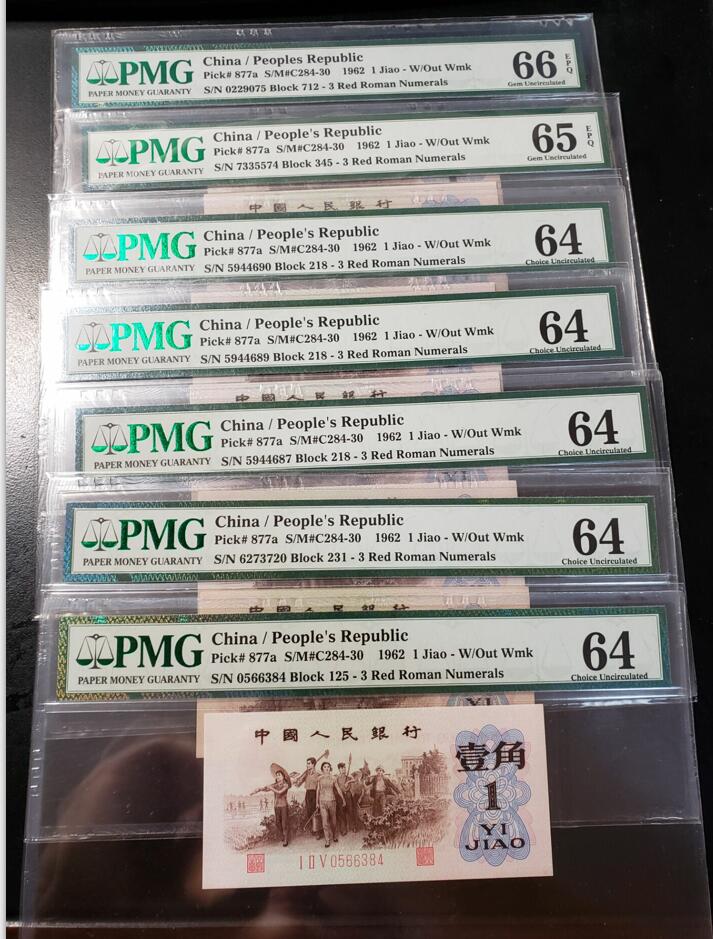 PMG
PAPER MONEY GUARANTY
China / Peoples Republic
Pick# 877a S/M#C284-30 1962 1 Jiao - W/Out Wmk
S/N 0229075 Block 712 - 3 Red Roman Numerals
66
EPQ
Gem Uncirculated
PMG
PAPER MONEY GUARANTY
China / People's Republic
Pick# 877a S/M#C284-30 1962 1 Jiao - W/Out Wmk
S/N 7335574 Block 345 - 3 Red Roman Numerals
65
EPQ
Gem Uncirculated
中國人民銀行
PMG
PAPER MONEY GUARANTY
China / People's Republic
Pick# 877a S/M#C284-30 1962 1 Jiao - W/Out Wmk
S/N 5944690 Block 218 - 3 Red Roman Numerals
64
Choice Uncirculated
PMG
PAPER MONEY GUARANTY
China / People's Republic
Pick# 877a S/M#C284-30 1962 1 Jiao - W/Out Wmk
S/N 5944689 Block 218 - 3 Red Roman Numerals
64
Choice Uncirculated
PMG
PAPER MONEY GUARANTY
China / People's Republic
Pick# 877a S/M#C284-30 1962 1 Jiao - W/Out Wmk
S/N 5944687 Block 218 - 3 Red Roman Numerals
64
Choice Uncirculated
PMG
PAPER MONEY GUARANTY
China / People's Republic
Pick# 877a S/M#C284-30 1962 1 Jiao - W/Out Wmk
S/N 6273720 Block 231 - 3 Red Roman Numerals
64
Choice Uncirculated
PMG
PAPER MONEY GUARANTY
China / People's Republic
Pick# 877a S/M#C284-30 1962 1 Jiao - W/Out Wmk
S/N 0566384 Block 125 - 3 Red Roman Numerals
64
Choice Uncirculated
YI
中國人民銀行
壹角
1
YI
JIAO
I II V 0566384